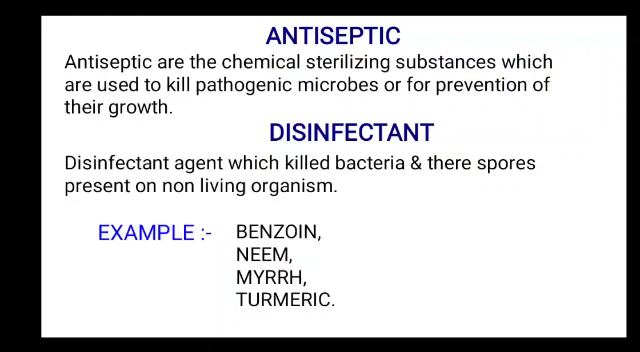 ANTISEPTIC
Antiseptic are the chemical sterilizing substances which
are used to kill pathogenic microbes or for prevention of
their growth.
DISINFECTANT
Disinfectant agent which killed bacteria & there spores
present on non living organism.
EXAMPLE :- BENZOIN,
NEEM,
MYRRH,
TURMERIC.